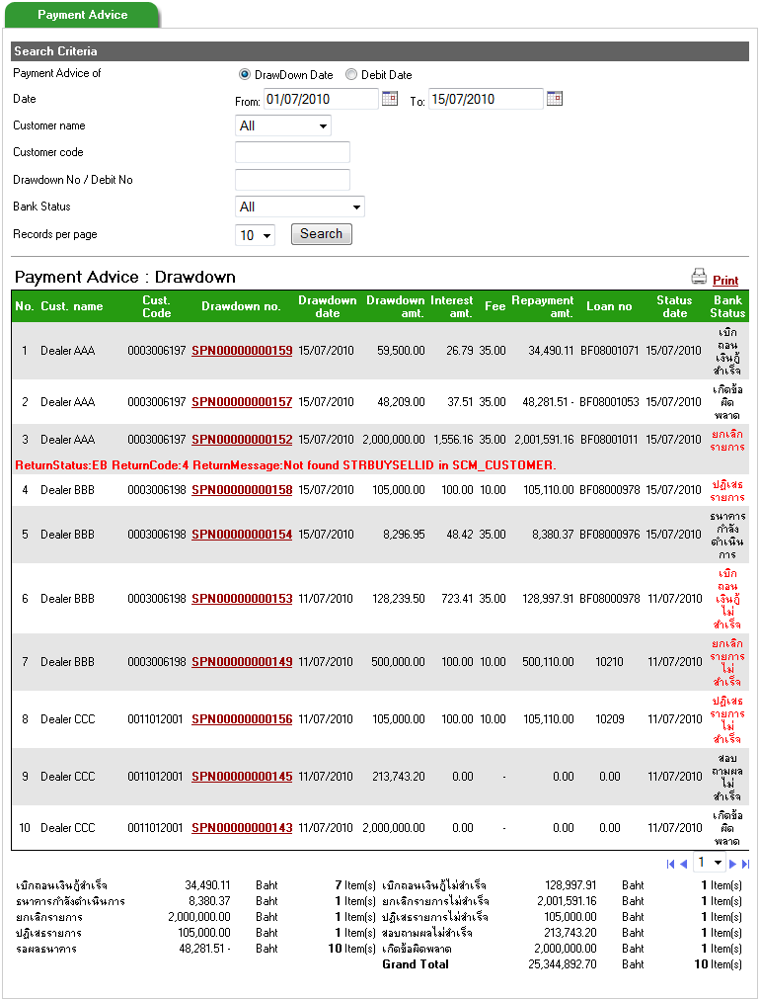 Payment Advice
Search Criteria
Payment Advice of DrawDown Date Debit Date
Date From: 01/07/2010 To: 15/07/2010
Customer name All
Customer code
Drawdown No / Debit No
Bank Status All
Records per page 10 Search
Payment Advice : Drawdown Print
No. Cust. name Cust. Code Drawdown no. Drawdown date Drawdown amt. Interest amt. Fee Repayment amt. Loan no Status date Bank Status
1 Dealer AAA 0003006197 SPN00000000159 15/07/2010 59,500.00 26.79 35.00 34,490.11 BF08001071 15/07/2010 เบิกถอนเงินกู้สำเร็จ
2 Dealer AAA 0003006197 SPN00000000157 15/07/2010 48,209.00 37.51 35.00 48,281.51 - BF08001053 15/07/2010 เกิดข้อผิดพลาด
3 Dealer AAA 0003006197 SPN00000000152 15/07/2010 2,000,000.00 1,556.16 35.00 2,001,591.16 BF08001011 15/07/2010 ยกเลิกรายการ
ReturnStatus:EB ReturnCode:4 ReturnMessage:Not found STRBUYSELLID in SCM_CUSTOMER.
4 Dealer BBB 0003006198 SPN00000000158 15/07/2010 105,000.00 100.00 10.00 105,110.00 BF08000978 15/07/2010 ปฏิเสธรายการ
5 Dealer BBB 0003006198 SPN00000000154 15/07/2010 8,296.95 48.42 35.00 8,380.37 BF08000976 15/07/2010 ธนาคารกำลังดำเนินการ
6 Dealer BBB 0003006198 SPN00000000153 11/07/2010 128,239.50 723.41 35.00 128,997.91 BF08000978 11/07/2010 เบิกถอนเงินกู้ไม่สำเร็จ
7 Dealer BBB 0003006198 SPN00000000149 11/07/2010 500,000.00 100.00 10.00 500,110.00 10210 11/07/2010 ยกเลิกรายการไม่สำเร็จ
8 Dealer CCC 0011012001 SPN00000000156 11/07/2010 105,000.00 100.00 10.00 105,110.00 10209 11/07/2010 ปฏิเสธรายการไม่สำเร็จ
9 Dealer CCC 0011012001 SPN00000000145 11/07/2010 213,743.20 0.00 - 0.00 0.00 11/07/2010 สอบถามผลไม่สำเร็จ
10 Dealer CCC 0011012001 SPN00000000143 11/07/2010 2,000,000.00 0.00 - 0.00 0.00 11/07/2010 เกิดข้อผิดพลาด
1
เบิกถอนเงินกู้สำเร็จ 34,490.11 Baht 7 Item(s) เบิกถอนเงินกู้ไม่สำเร็จ 128,997.91 Baht 1 Item(s)
ธนาคารกำลังดำเนินการ 8,380.37 Baht 1 Item(s) ยกเลิกรายการไม่สำเร็จ 2,001,591.16 Baht 1 Item(s)
ยกเลิกรายการ 2,000,000.00 Baht 1 Item(s) ปฏิเสธรายการไม่สำเร็จ 105,000.00 Baht 1 Item(s)
ปฏิเสธรายการ 105,000.00 Baht 1 Item(s) สอบถามผลไม่สำเร็จ 213,743.20 Baht 1 Item(s)
รอผลธนาคาร 48,281.51 - Baht 10 Item(s) เกิดข้อผิดพลาด 2,000,000.00 Baht 1 Item(s)
Grand Total 25,344,892.70 Baht 10 Item(s)